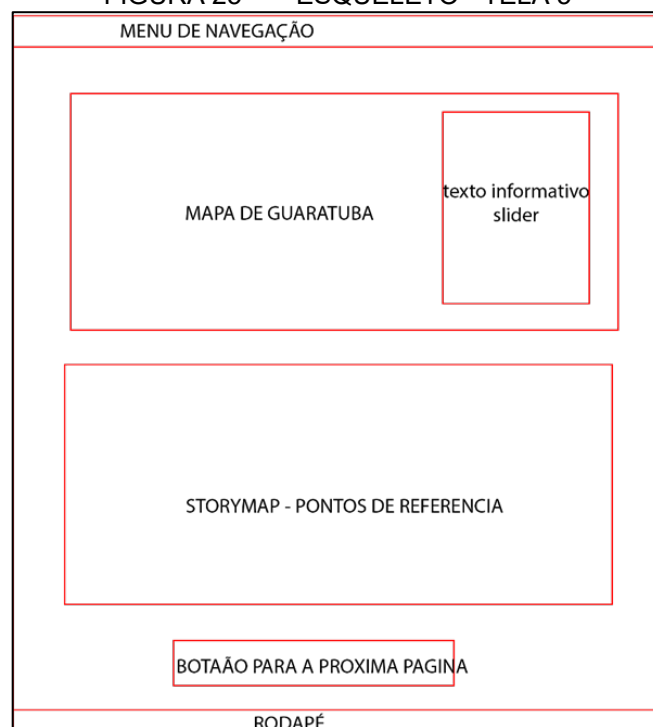 MENU DE NAVEGAÇÃO
MAPA DE GUARATUBA
texto informativo
slider
STORYMAP - PONTOS DE REFERENCIA
BOTAÃO PARA A PROXIMA PAGINA
RODAPÉ